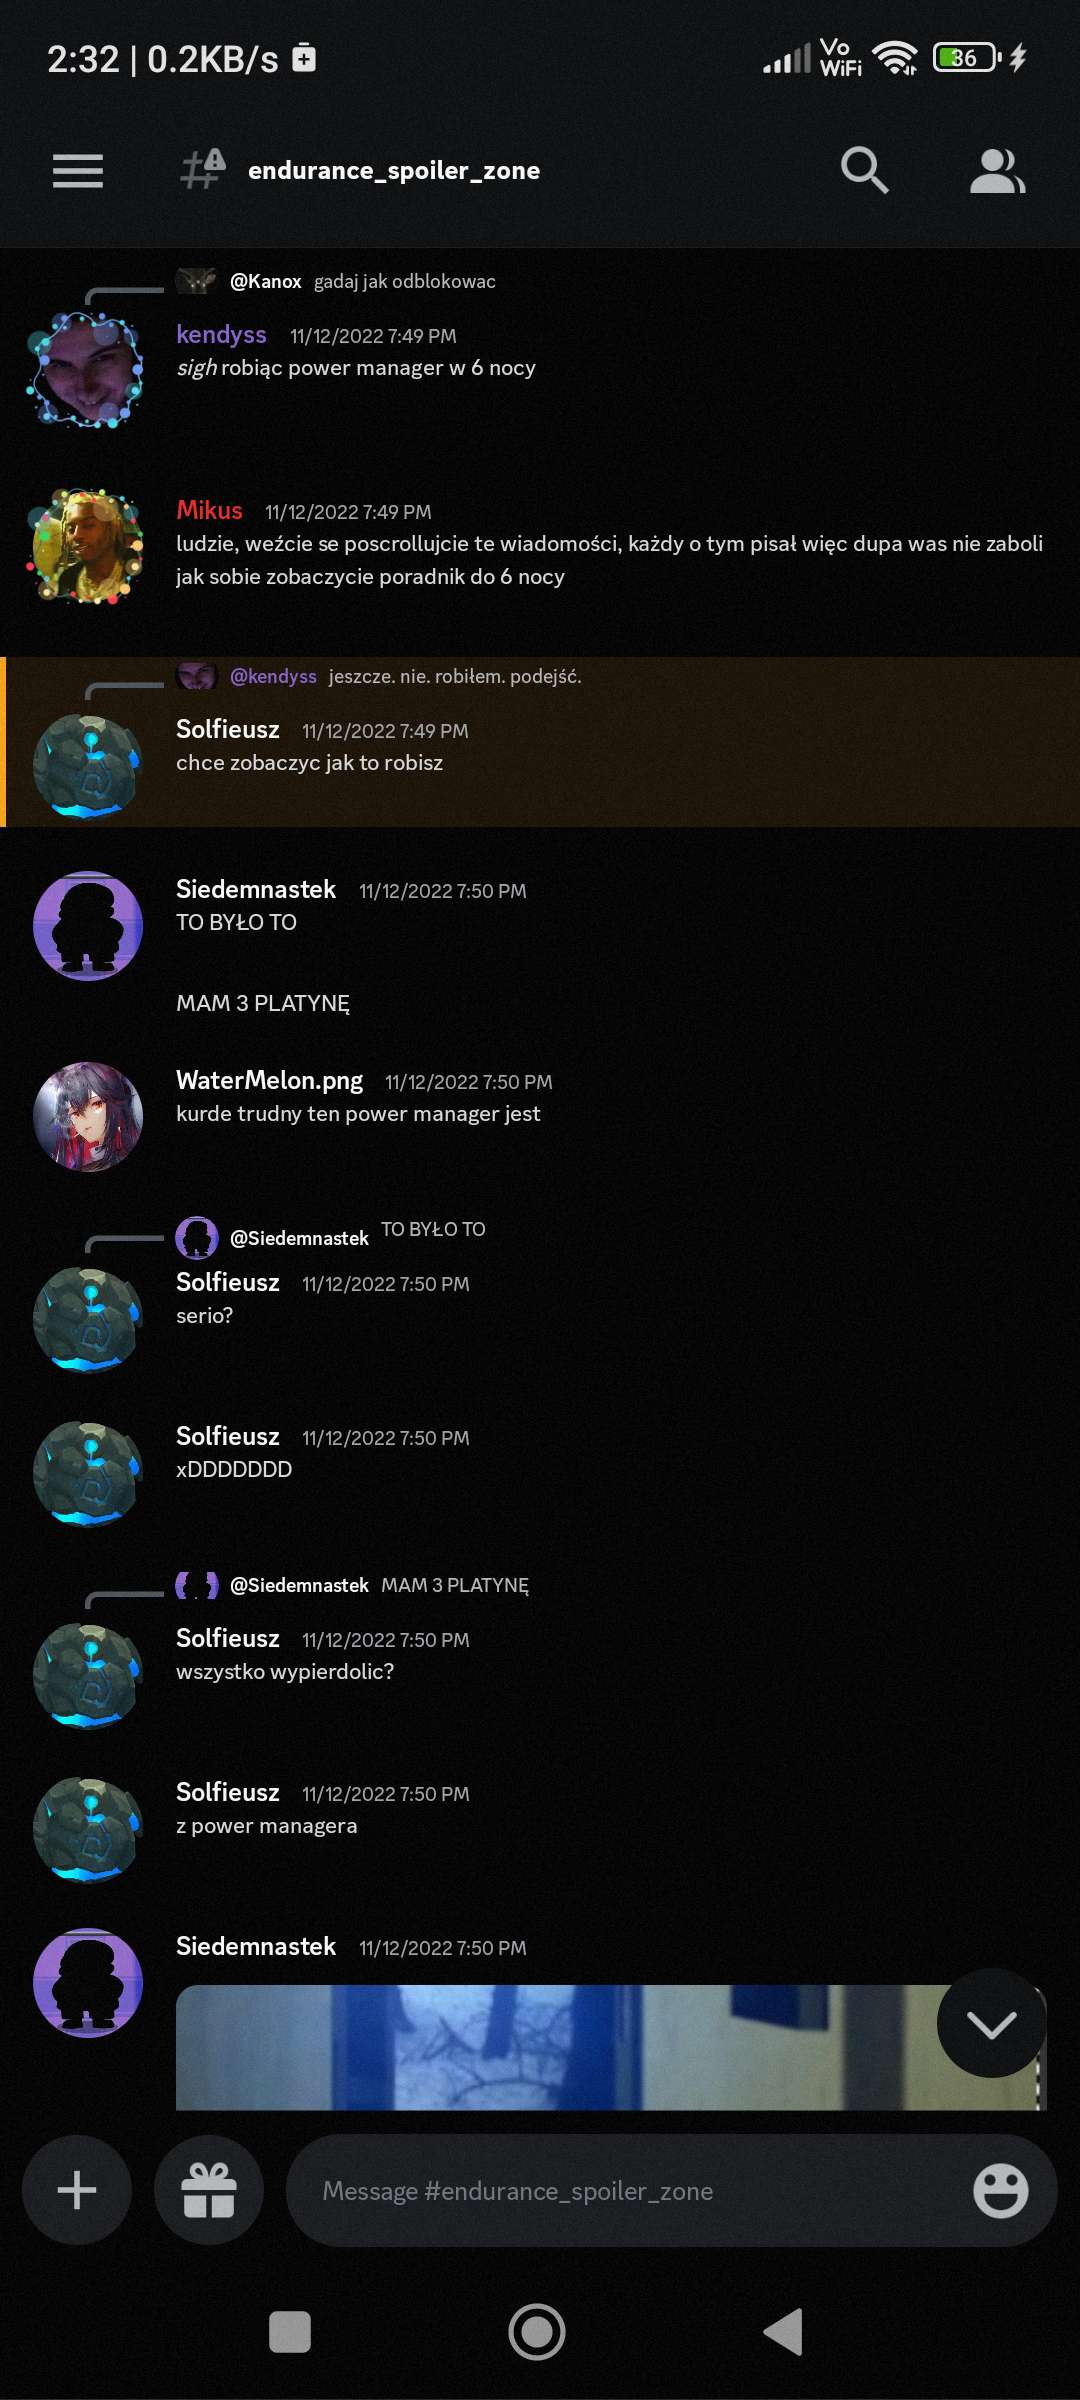 2:32 | 0.2KB/s
Vo
WiFi
36
endurance_spoiler_zone
@Kanox gadaj jak odblokowac
kendyss 11/12/2022 7:49 PM
sigh robiąc power manager w 6 nocy
Mikus 11/12/2022 7:49 PM
ludzie, weźcie se poscrollujcie te wiadomości, każdy o tym pisał więc dupa was nie zaboli
jak sobie zobaczycie poradnik do 6 nocy
@kendyss jeszcze. nie. robiłem. podejść.
Solfieusz 11/12/2022 7:49 PM
chce zobaczyc jak to robisz
Siedemnastek 11/12/2022 7:50 PM
TO BYŁO TO
MAM 3 PLATYNĘ
WaterMelon.png 11/12/2022 7:50 PM
kurde trudny ten power manager jest
@Siedemnastek TO BYŁO TO
Solfieusz 11/12/2022 7:50 PM
serio?
Solfieusz 11/12/2022 7:50 PM
xDDDDDDD
@Siedemnastek MAM 3 PLATYNĘ
Solfieusz 11/12/2022 7:50 PM
wszystko wypierdolic?
Solfieusz 11/12/2022 7:50 PM
z power managera
Siedemnastek 11/12/2022 7:50 PM
Message #endurance_spoiler_zone